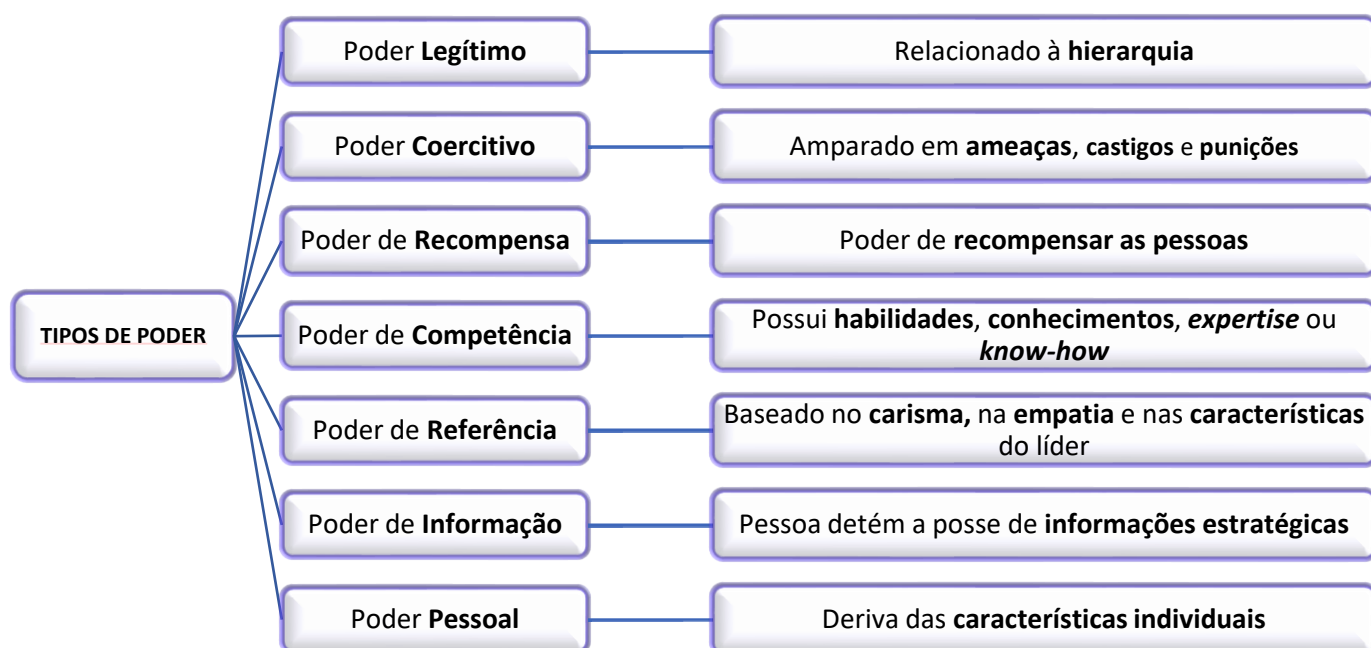 Poder Legítimo
Relacionado à hierarquia
Poder Coercitivo
Amparado em ameaças, castigos e punições
Poder de Recompensa
Poder de recompensar as pessoas
TIPOS DE PODER
Poder de Competência
Possui habilidades, conhecimentos, expertise ou
know-how
Poder de Referência
Baseado no carisma, na empatia e nas características
do líder
Poder de Informação
Pessoa detém a posse de informações estratégicas
Poder Pessoal
Deriva das características individuais